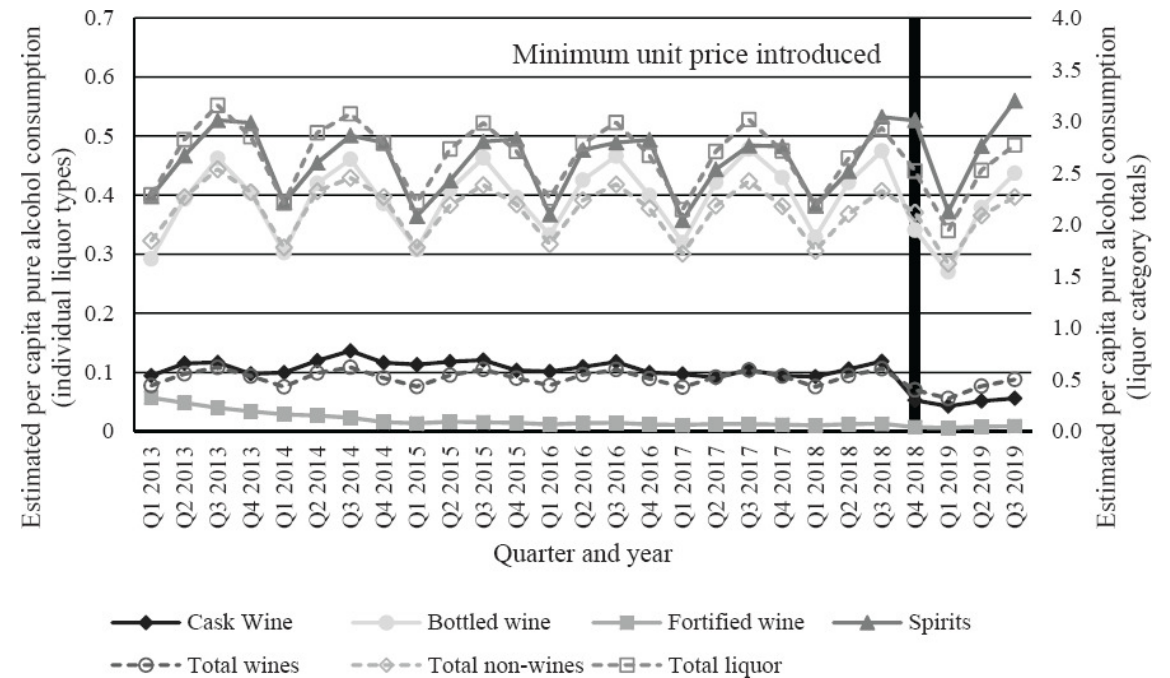 Estimated per capita pure alcohol consumption
(individual liquor types)
0.7
0.6
0.5
0.4
0.3
0.2
0.1
0
Minimum unit price introduced
4.0
3.5
3.0
2.5
2.0
1.5
1.0
0.5
0.0
Estimated per capita pure alcohol consumption
(liquor category totals)
Q1 2013
Q2 2013
Q3 2013
Q4 2013
Q1 2014
Q2 2014
Q3 2014
Q4 2014
Q1 2015
Q2 2015
Q3 2015
Q4 2015
Q1 2016
Q2 2016
Q3 2016
Q4 2016
Q1 2017
Q2 2017
Q3 2017
Q4 2017
Q1 2018
Q2 2018
Q3 2018
Q4 2018
Q1 2019
Q2 2019
Q3 2019
Quarter and year
Cask Wine Bottled wine Fortified wine Spirits
Total wines Total non-wines Total liquor